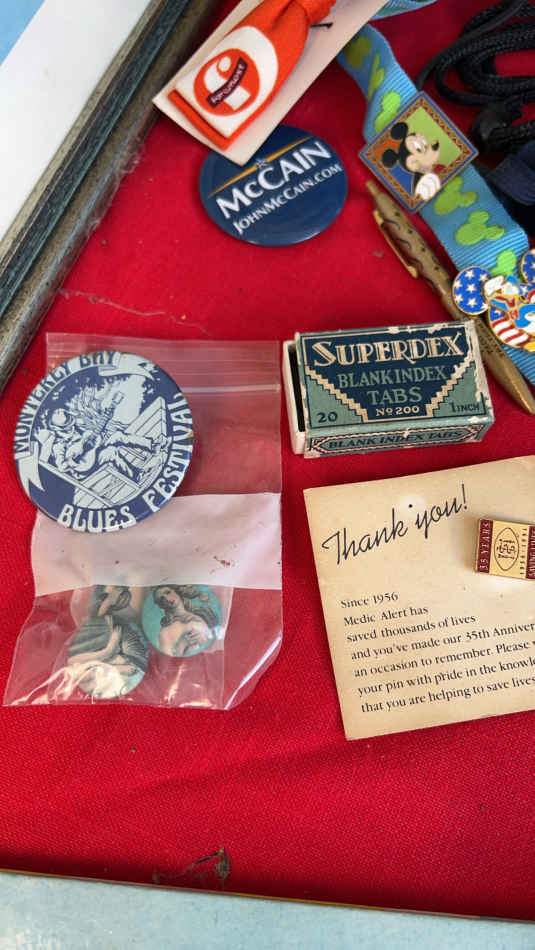 McCAIN
JOHNMcCAIN.COM
MONTEREY BAY
BLUES FESTIVAL
SUPERDEX
BLANK INDEX
TABS
20 Nº 200 1 INCH
BLANK INDEX TABS
Thank you!
35 YEARS
1956-1991
Since 1956
Medic Alert has
saved thousands of lives
and you've made our 35th Anniver
an occasion to remember. Please
your pin with pride in the knowle
that you are helping to save lives